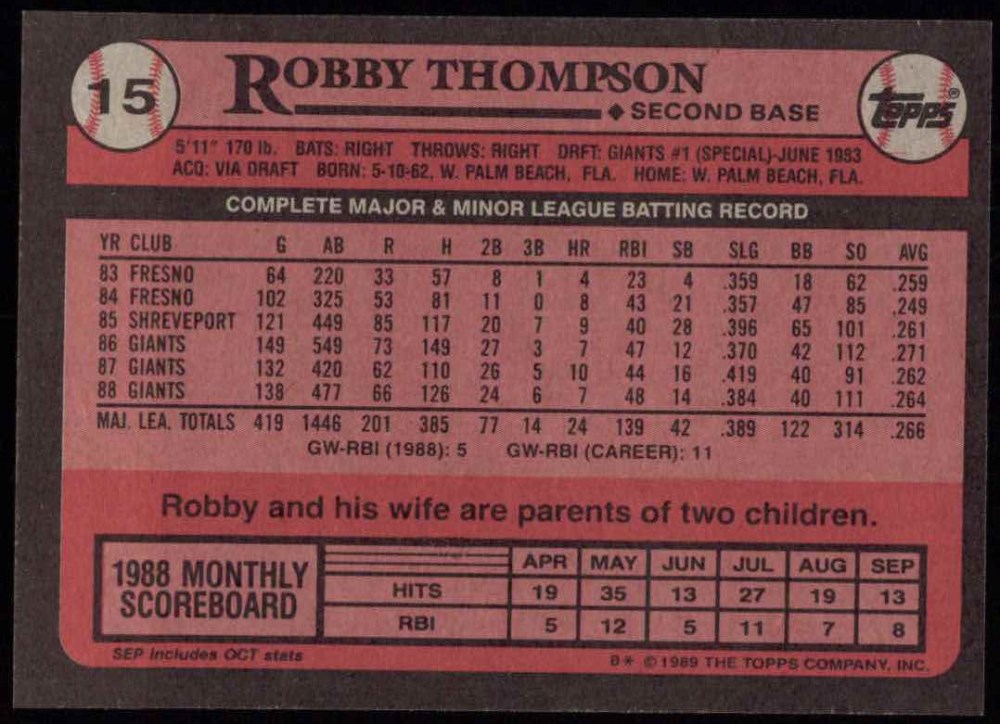 15
ROBBY THOMPSON
◆ SECOND BASE
TOPPS®
5'11" 170 lb. BATS: RIGHT THROWS: RIGHT DRFT: GIANTS #1 (SPECIAL)-JUNE 1983
ACQ: VIA DRAFT BORN: 5-10-62, W. PALM BEACH, FLA. HOME: W. PALM BEACH, FLA.
COMPLETE MAJOR & MINOR LEAGUE BATTING RECORD
YR CLUB G AB R H 2B 3B HR RBI SB SLG BB SO AVG
83 FRESNO 64 220 33 57 8 1 4 23 4 .359 18 62 .259
84 FRESNO 102 325 53 81 11 0 8 43 21 .357 47 85 .249
85 SHREVEPORT 121 449 85 117 20 7 9 40 28 .396 65 101 .261
86 GIANTS 149 549 73 149 27 3 7 47 12 .370 42 112 .271
87 GIANTS 132 420 62 110 26 5 10 44 16 .419 40 91 .262
88 GIANTS 138 477 66 126 24 6 7 48 14 .384 40 111 .264
MAJ. LEA. TOTALS 419 1446 201 385 77 14 24 139 42 .389 122 314 .266
GW-RBI (1988): 5 GW-RBI (CAREER): 11
Robby and his wife are parents of two children.
1988 MONTHLY
SCOREBOARD
APR MAY JUN JUL AUG SEP
HITS 19 35 13 27 19 13
RBI 5 12 5 11 7 8
SEP includes OCT stats
B* © 1989 THE TOPPS COMPANY, INC.